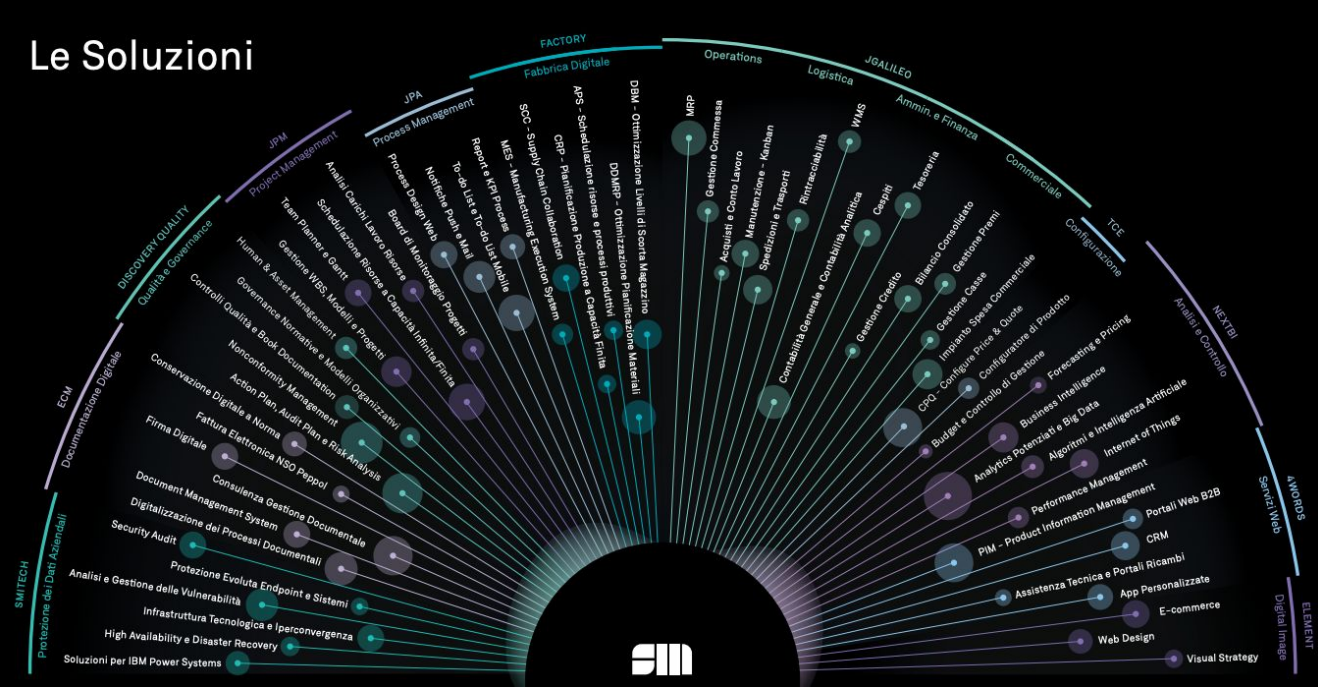 Le Soluzioni
SMITECH
Protezione dei Dati Aziendali
Soluzioni per IBM Power Systems
High Availability e Disaster Recovery
Infrastruttura Tecnologica e Iperconvergenza
Analisi e Gestione delle Vulnerabilità
Protezione Evoluta Endpoint e Sistemi
Security Audit
ECM
Documentazione Digitale
Digitalizzazione dei Processi Documentali
Document Management System
Consulenza Gestione Documentale
Firma Digitale
Fattura Elettronca NSO Peppol
Conservazione Digitale a Norma
DISCOVERY QUALITY
Qualità e Governance
Action Plan, Audit Plan e Risk Analysis
Nonconformity Management
Controlli Qualità e Book Documentation
Governance Normative e Modelli Organizzativi
Human & Asset Management
JPM
Project Management
Gestione WBS, Modelli e Progetti
Team Planner e Gantt
Schedulazione Risorse a Capacità Infinita/Finita
Analisi Carichi Lavoro Risorse
Board di Monitoraggio Progetti
JPA
Process Management
Process Design Web
Notifiche Push e Mail
To-do List e To-do List Mobile
Report e KPI Process
FACTORY
Fabbrica Digitale
MES - Manufacturing Execution System
SCC - Supply Chain Collaboration
CRP - Pianificazione Produzione a Capacità Finita
APS - Schedulazione risorse e processi produttivi
DDMRP - Ottimizzazione Pianificazione Materiali
DBM - Ottimizzazione Livelli di Scorta Magazzino
JGALILEO
Operations
Logistica
Ammin. e Finanza
Commerciale
MRP
Gestione Commessa
Acquisti e Conto Lavoro
Manutenzione - Kanban
Spedizioni e Trasporti
Rintracciabilità
WMS
Contabilità Generale e Contabilità Analitica
Cespiti
Tesoreria
Gestione Credito
Bilancio Consolidato
Gestione Premi
Gestione Casse
Impianto Spesa Commerciale
TCE
Configurazione
CPQ - Configure Price & Quote
Configuratore di Prodotto
NEXTBI
Analisi e Controllo
Budget e Controllo di Gestione
Forecasting e Pricing
Business Intelligence
Analytics Potenziati e Big Data
Algoritmi e Intelligenza Artificiale
Internet of Things
Performance Management
4WORDS
Servizi Web
PIM - Product Information Management
Portali Web B2B
CRM
Assistenza Tecnica e Portali Ricambi
App Personalizzate
ELEMENT
Digital Image
E-commerce
Web Design
Visual Strategy
SM